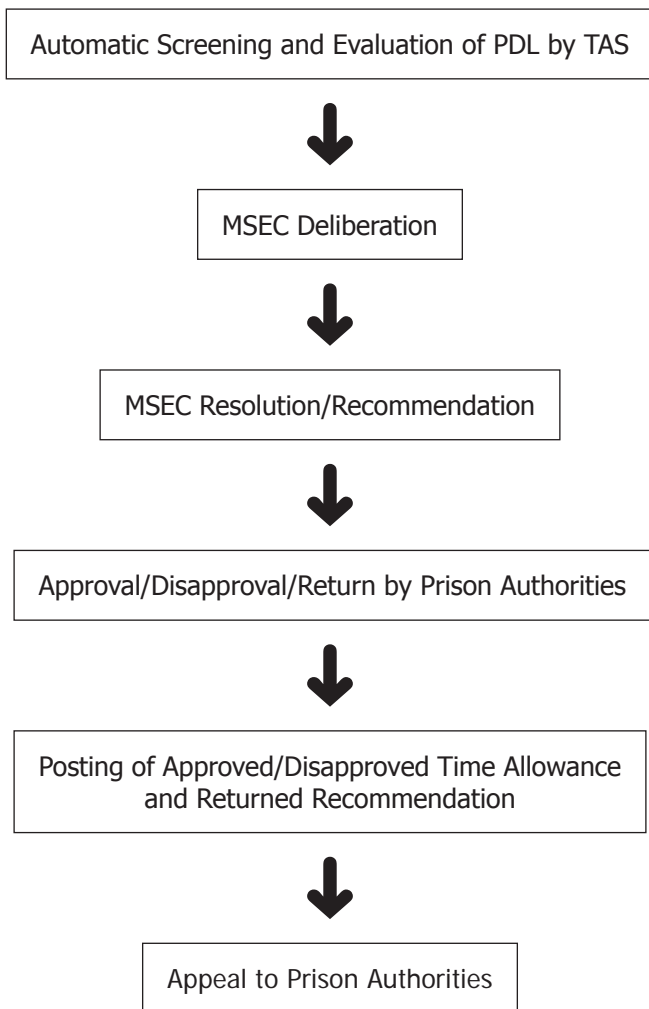 Automatic Screening and Evaluation of PDL by TAS
MSEC Deliberation
MSEC Resolution/Recommendation
Approval/Disapproval/Return by Prison Authorities
Posting of Approved/Disapproved Time Allowance
and Returned Recommendation
Appeal to Prison Authorities